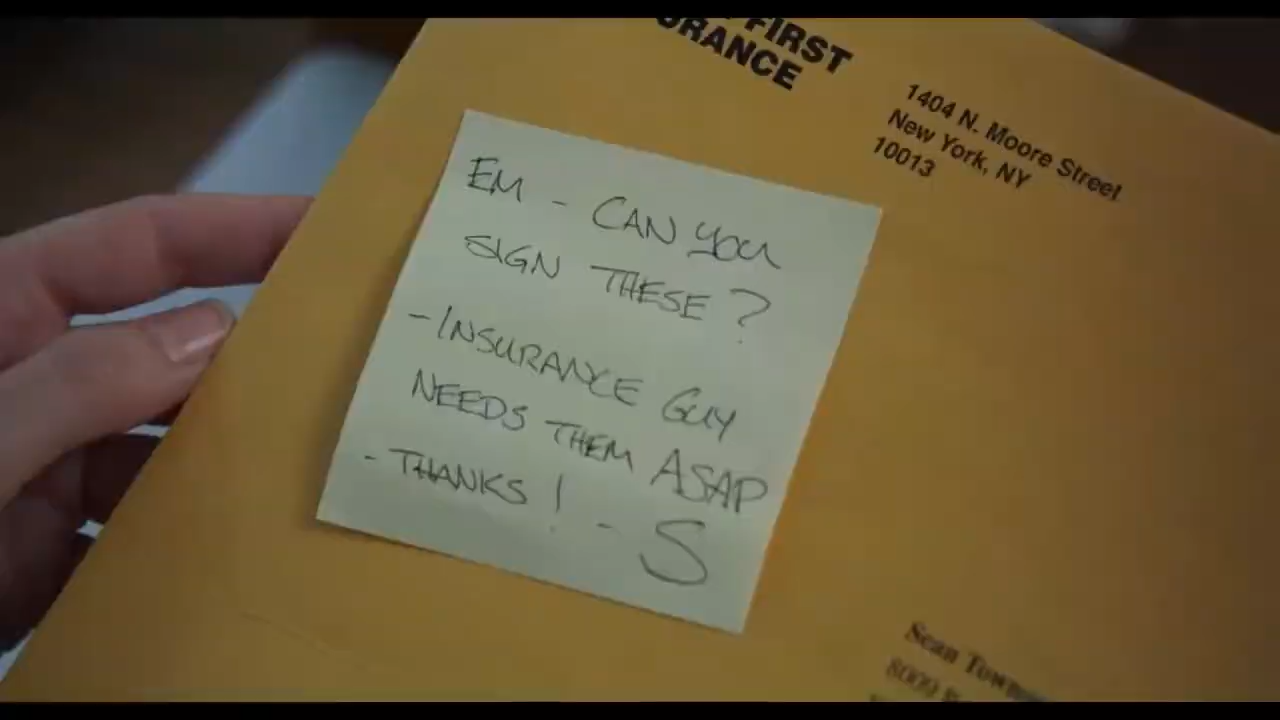 FIRST
1404 N. Moore Street
New York, NY
10013
EM - CAN YOU
SIGN THESE?
- INSURANCE GUY
NEEDS THEM ASAP
- THANKS! - S
Sean